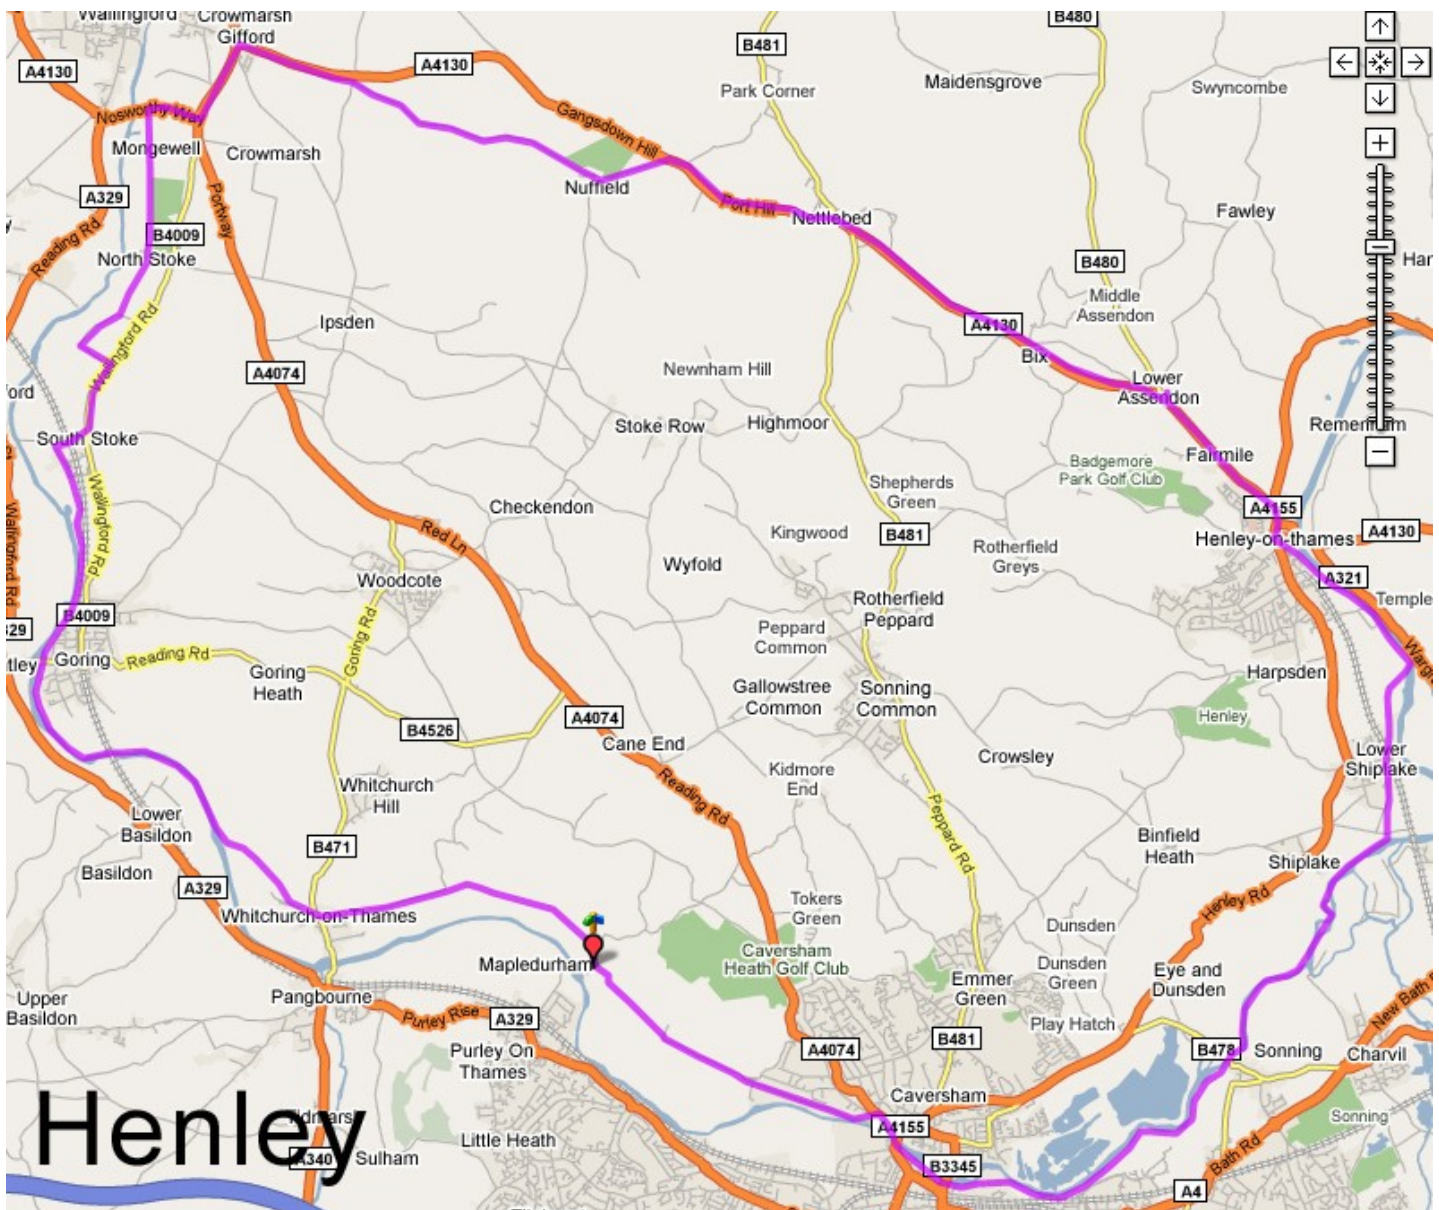 Wallingford
Crowmarsh
Gifford
B480
B481
A4130
A4130
Maidensgrove
Park Corner
Swyncombe
Nosworthy Way
Gangsdown Hill
Mongewell
Crowmarsh
Nuffield
A329
Portway
Port Hill
Nettlebed
Fawley
Reading Rd
B4009
North Stoke
B480
Middle
Assendon
Ipsden
A4130
Bix
Wallingford Rd
A4074
Newnham Hill
Lower
Assendon
Stoke Row
Highmoor
South Stoke
Fairmile
Badgemore
Park Golf Club
Shepherds
Green
Wallingford Rd
Wallingford Rd
Checkendon
A4155
Red Ln
Kingwood
B481
Henley-on-thames
A4130
Rotherfield
Greys
Wyfold
Woodcote
A321
Temple
Rotherfield
Peppard
B4009
Goring Rd
Peppard
Common
Goring
Reading Rd
Goring
Heath
Harpsden
Gallowstree
Common
Sonning
Common
Henley
A4074
B4526
Cane End
Crowsley
Lower
Shiplake
Kidmore
End
Whitchurch
Hill
Reading Rd
Lower
Basildon
Peppard Rd
Binfield
Heath
B471
Shiplake
Basildon
A329
Henley Rd
Whitchurch-on-Thames
Tokers
Green
Dunsden
Caversham
Heath Golf Club
Mapledurham
Dunsden
Green
Eye and
Dunsden
Emmer
Green
Upper
Basildon
Pangbourne
Purley Rise
A329
Play Hatch
New Bath
B481
A4074
B478
Sonning
Charvil
Purley On
Thames
Caversham
Henley
Sonning
A4155
Little Heath
Bath Rd
A340
Sulham
B3345
A4